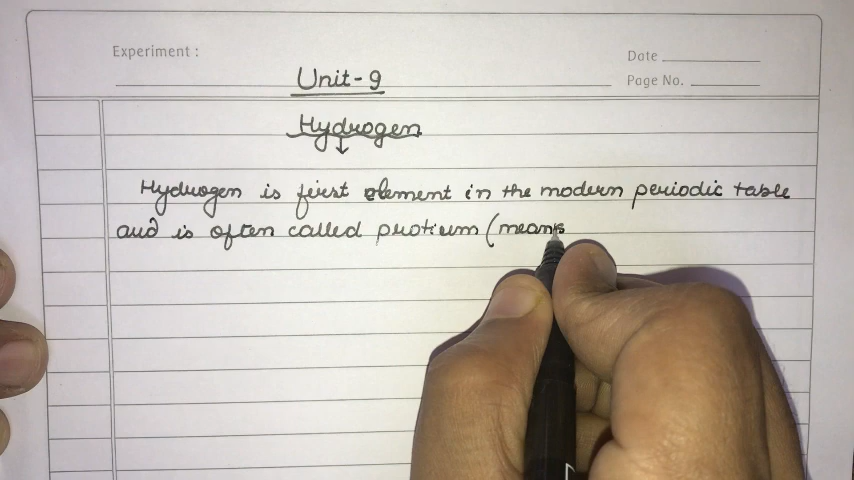 Experiment :
Date
Unit-9
Page No.
Hydrogen
Hydrogen is first element in the modern periodic table
and is often called protium (means